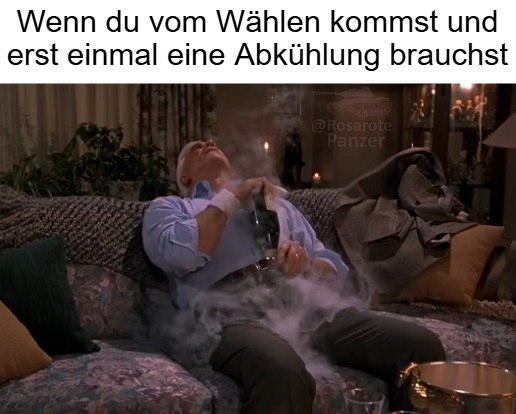 Wenn du vom Wählen kommst und
erst einmal eine Abkühlung brauchst
@Rosarote
Panzer